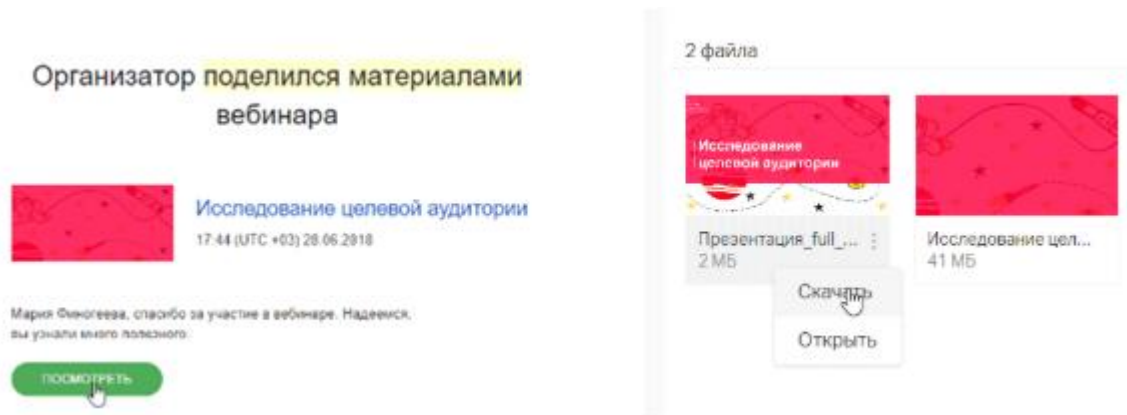 Организатор поделился материалами
вебинара
Исследование целевой аудитории
17:44 (UTC +03) 28.06.2018
Мария Финогеева, спасибо за участие в вебинаре. Надеемся,
вы узнали много полезного.
ПОСМОТРЕТЬ
2 файла
Исследование
целевой аудитории
Презентация_full_...
2 МБ
Исследование цел...
41 МБ
Скачать
Открыть